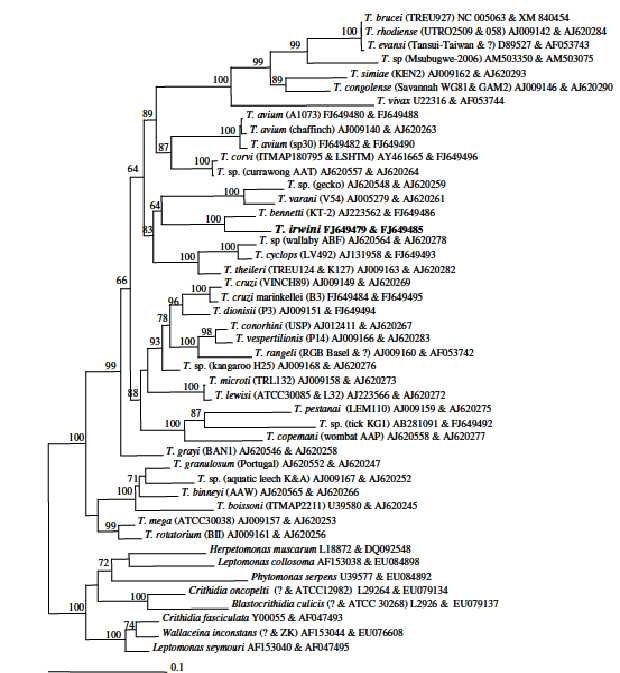 T. brucei (TREU927) NC 005063 & XM 840454
T. rhodiense (UTRO2509 & 058) AJ009142 & AJ620284
T. evansi (Tansui-Taiwan & ?) D89527 & AF053743
T. sp (Msubugwe-2006) AM503350 & AM503075
T. simiae (KEN2) AJ009162 & AJ620293
T. congolense (Savannah WG81 & GAM2) AJ009146 & AJ620290
T. vivax U22316 & AF053744
T. avium (A1073) FJ649480 & FJ649488
T. avium (chaffinch) AJ009140 & AJ620263
T. avium (sp30) FJ649482 & FJ649490
T. corvi (ITMAP180795 & LSHTM) AY461665 & FJ649496
T. sp. (currawong AAT) AJ620557 & AJ620264
T. sp. (gecko) AJ620548 & AJ620259
T. varani (V54) AJ005279 & AJ620261
T. bennetti (KT-2) AJ223562 & FJ649486
T. irwini FJ649479 & FJ649485
T. sp (wallaby ABF) AJ620564 & AJ620278
T. cyclops (LV492) AJ131958 & FJ649493
T. theileri (TREU124 & K127) AJ009163 & AJ620282
T. cruzi (VINCH89) AJ009149 & AJ620269
T. cruzi marinkellei (B3) FJ649484 & FJ649495
T. dionisii (P3) AJ009151 & FJ649494
T. conorhini (USP) AJ012411 & AJ620267
T. vespertilionis (P14) AJ009166 & AJ620283
T. rangeli (RGB Basel & ?) AJ009160 & AF053742
T. sp. (kangaroo H25) AJ009168 & AJ620276
T. microti (TRL132) AJ009158 & AJ620273
T. lewisi (ATCC30085 & L32) AJ223566 & AJ620272
T. pestanai (LEM110) AJ009159 & AJ620275
T. sp. (tick KG1) AB281091 & FJ649492
T. copemani (wombat AAP) AJ620558 & AJ620277
T. grayi (BAN1) AJ620546 & AJ620258
T. granulosum (Portugal) AJ620552 & AJ620247
T. sp. (aquatic leech K&A) AJ009167 & AJ620252
T. binneyi (AAW) AJ620565 & AJ620266
T. boissoni (ITMAP2211) U39580 & AJ620245
T. mega (ATCC30038) AJ009157 & AJ620253
T. rotatorium (B III) AJ009161 & AJ620256
Herpetomonas muscarum L18872 & DQ092548
Leptomonas collosoma AF153038 & EU084898
Phytomonas serpens U39577 & EU084892
Crithidia oncopelti (? & ATCC12982) L29264 & EU079134
Blastocrithidia culicis (? & ATCC 30268) L2926 & EU079137
Crithidia fasciculata Y00055 & AF047493
Wallaceina inconstans (? & ZK) AF153044 & EU076608
Leptomonas seymouri AF153040 & AF047495
100
99
100
89
89
100
87
100
64
100
64
100
83
100
66
100
96
78
98
100
93
99
100
88
87
100
100
71
100
99
72
100
100
74
100
0.1